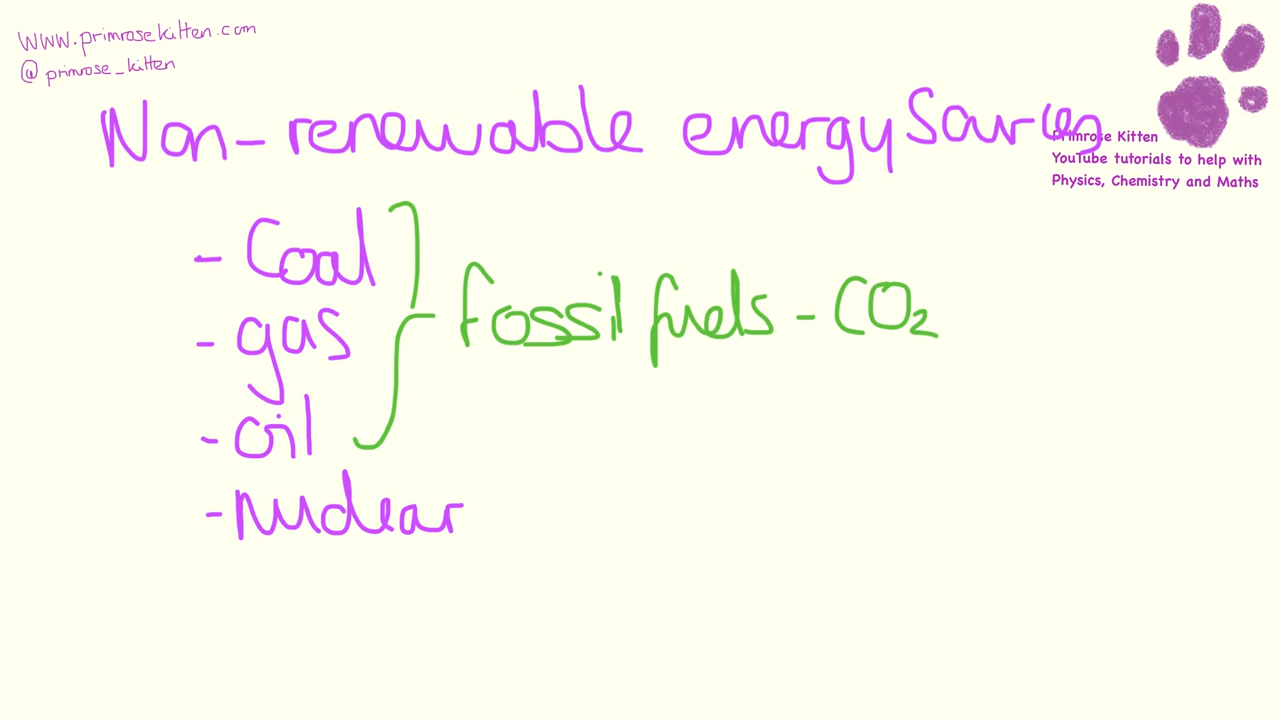 www.primrosekitten.com
@primrose_kitten
Non-renewable energy Sources
Primrose Kitten
YouTube tutorials to help with
Physics, Chemistry and Maths
- Coal
- gas
- oil
fossil fuels - CO₂
- nuclear